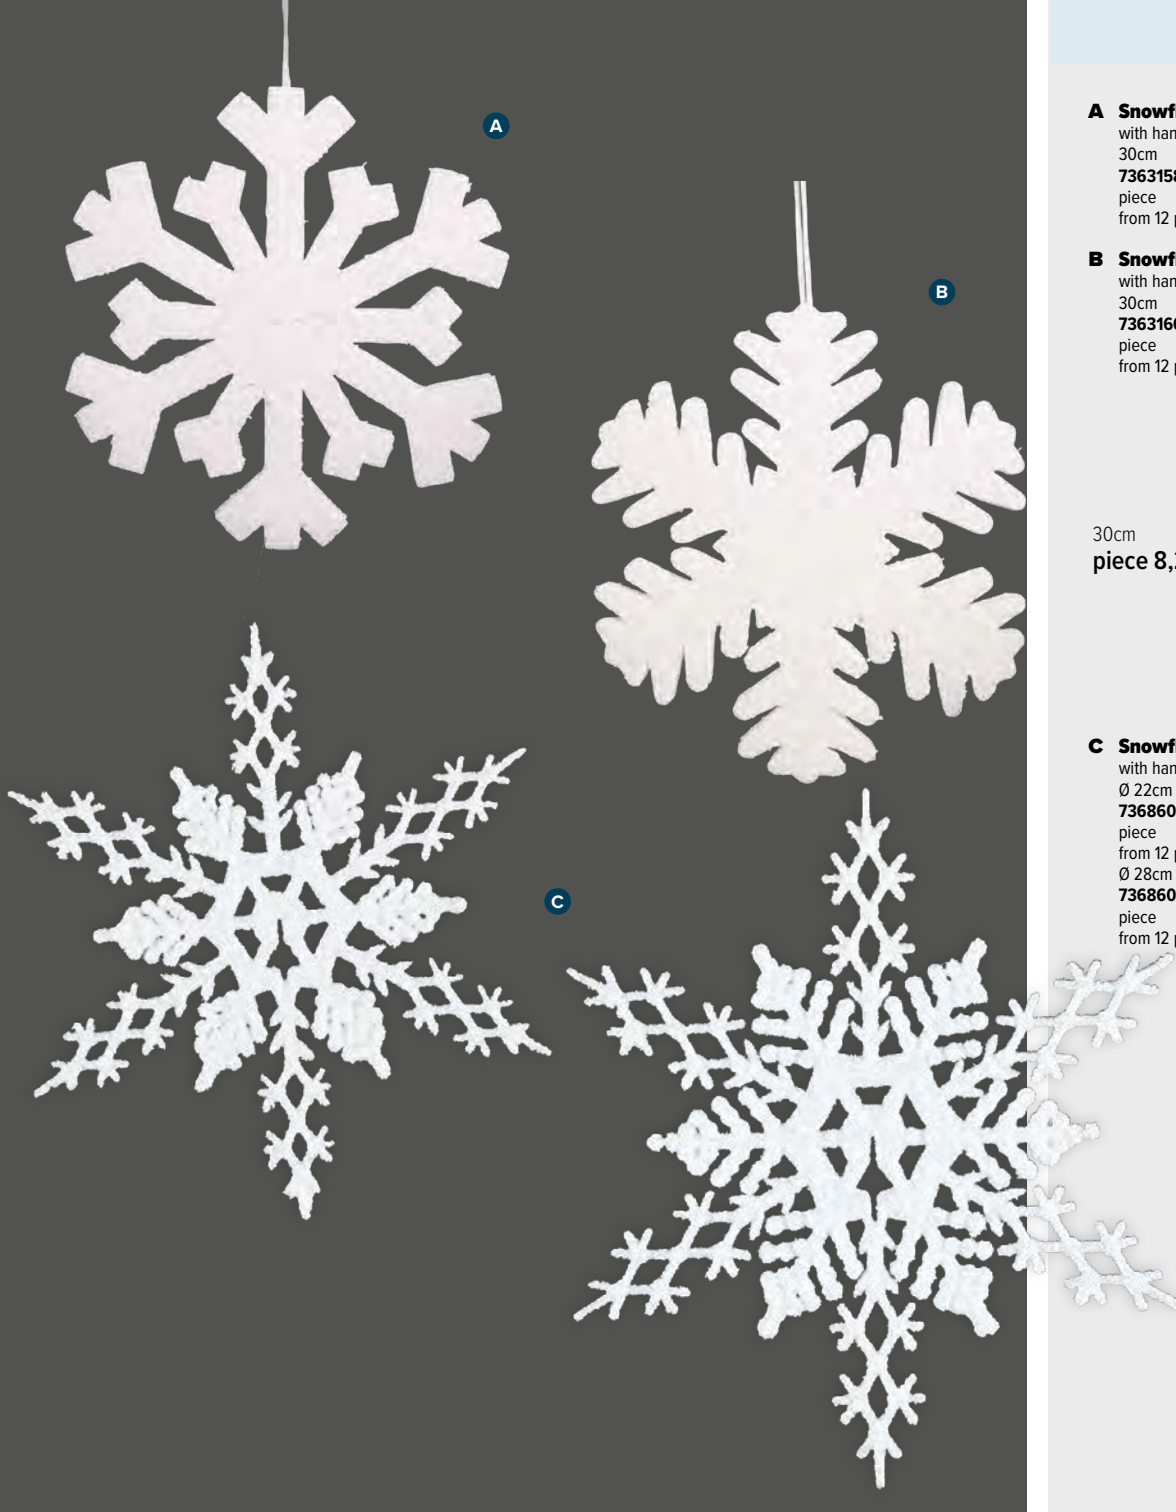 A
B
C
A Snowf
with han
30cm
7363158
piece
from 12 p
B Snowf
with han
30cm
7363160
piece
from 12 p
30cm
piece 8,
C Snowf
with han
Ø 22cm
736860
piece
from 12 p
Ø 28cm
736860
piece
from 12 p